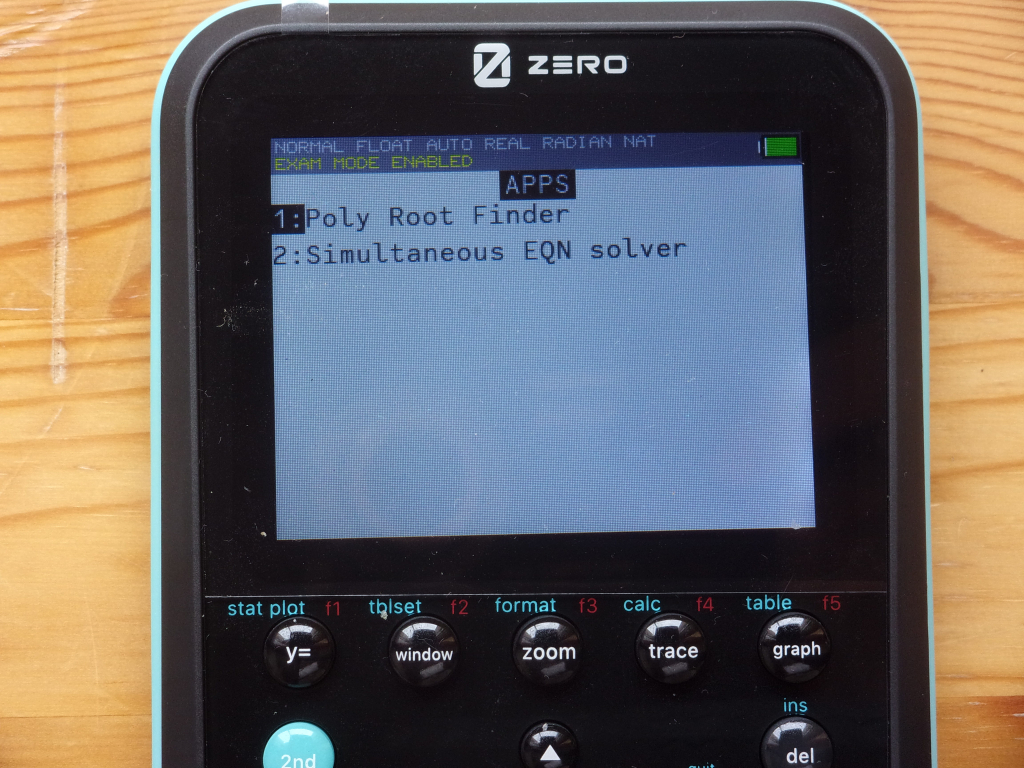 ZERO
NORMAL FLOAT AUTO REAL RADIAN NAT
EXAM MODE ENABLED
APPS
1:Poly Root Finder
2:Simultaneous EQN solver
stat plot f1 tblset f2 format f3 calc f4 table f5
y= window zoom trace graph
ins
2nd del
quit